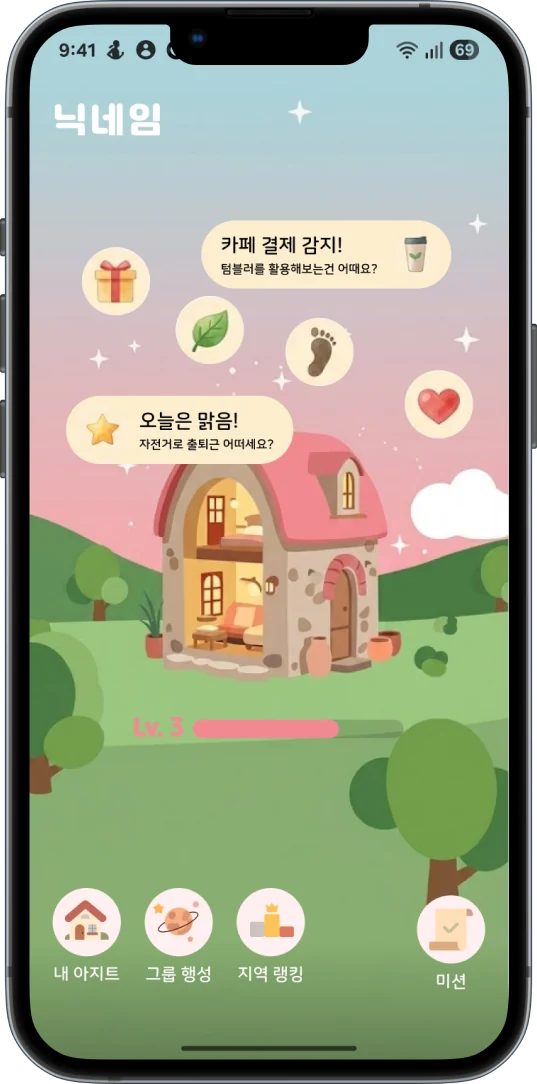 9:41
69
닉네임
카페 결제 감지!
텀블러를 활용해보는건 어때요?
오늘은 맑음!
자전거로 출퇴근 어떠세요?
Lv. 3
내 아지트
그룹 행성
지역 랭킹
미션